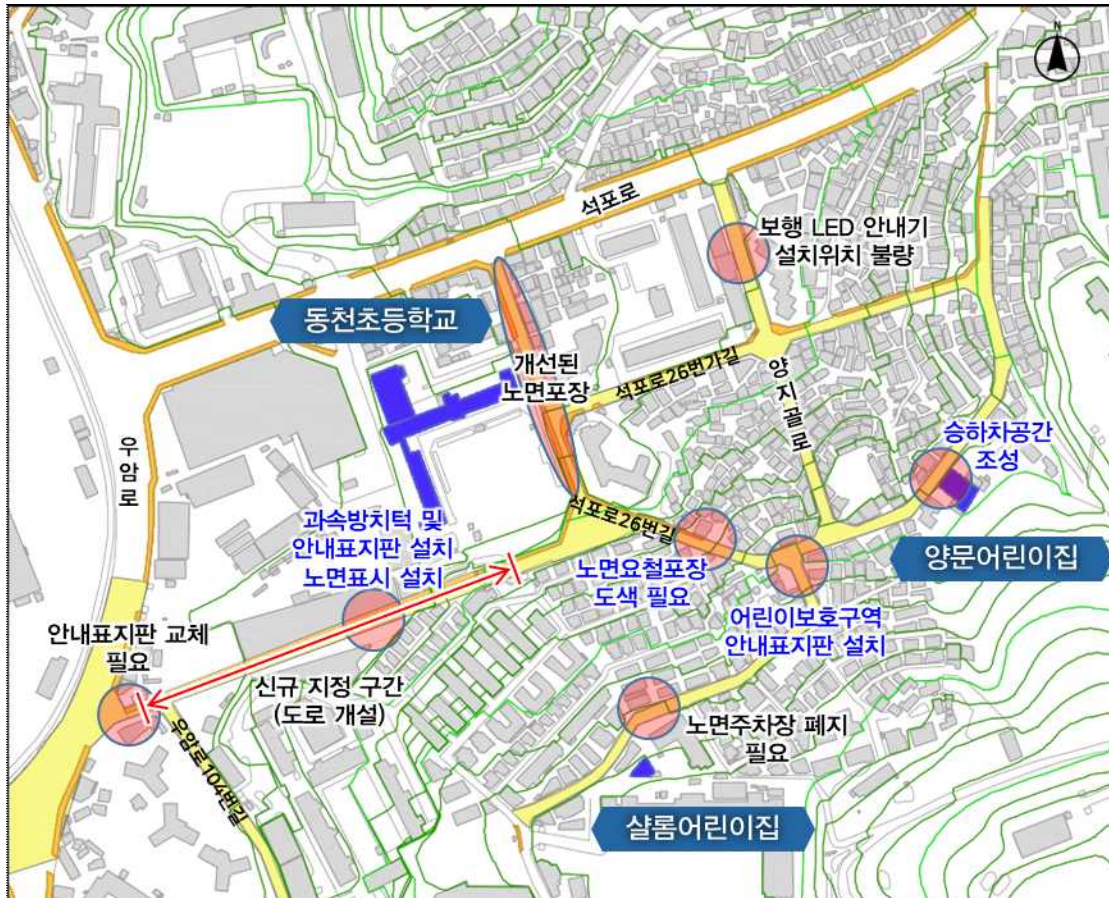 N
석포로
보행 LED 안내기
설치위치 불량
동천초등학교
개선된
노면포장
석포로26번가길
양지골로
우암로
승하차공간
조성
과속방치턱 및
안내표지판 설치
노면표시 설치
석포로26번길
노면요철포장
도색 필요
양문어린이집
어린이보호구역
안내표지판 설치
안내표지판 교체
필요
신규 지정 구간
(도로 개설)
우암로104번길
노면주차장 폐지
필요
샬롬어린이집